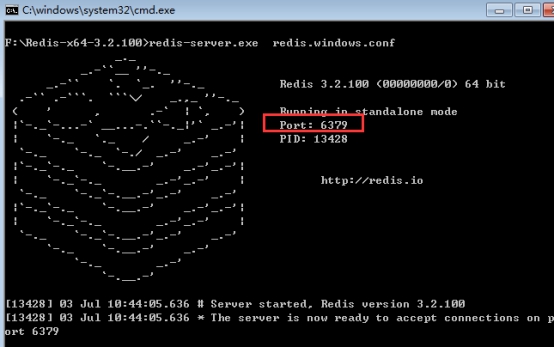 C:\windows\system32\cmd.exe
F:\Redis-x64-3.2.100>redis-server.exe  redis.windows.conf
Redis 3.2.100 (00000000/0) 64 bit
Running in standalone mode
Port: 6379
PID: 13428
http://redis.io
[13428] 03 Jul 10:44:05.636 # Server started, Redis version 3.2.100
[13428] 03 Jul 10:44:05.636 * The server is now ready to accept connections on p
ort 6379